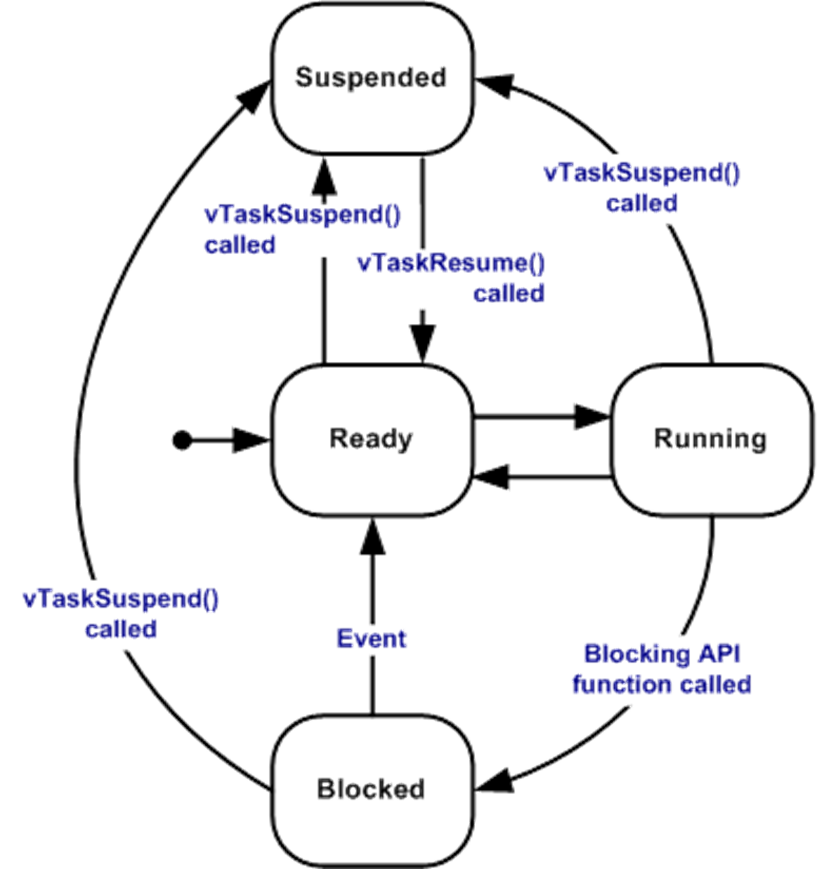 Suspended
vTaskSuspend()
called
vTaskSuspend()
called
vTaskResume()
called
Ready
Running
vTaskSuspend()
called
Event
Blocking API
function called
Blocked